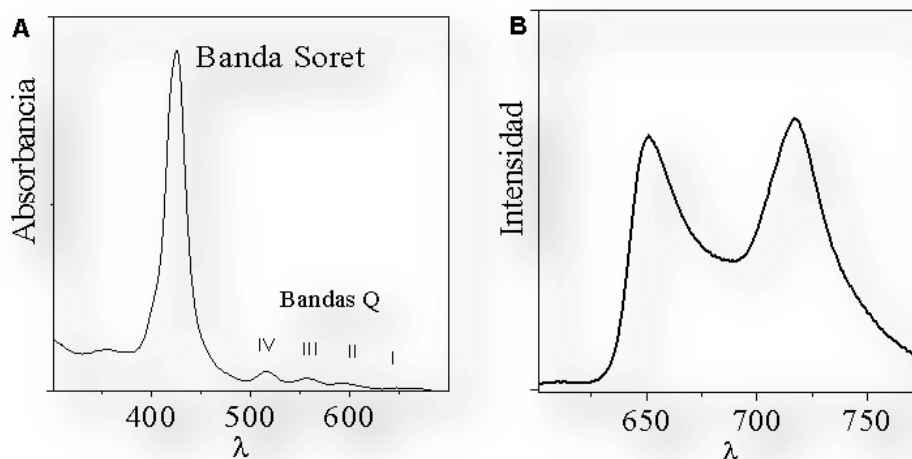 A
Banda Soret
Absorbancia
Bandas Q
IV III II I
400 500 600
λ
B
Intensidad
650 700 750
λ